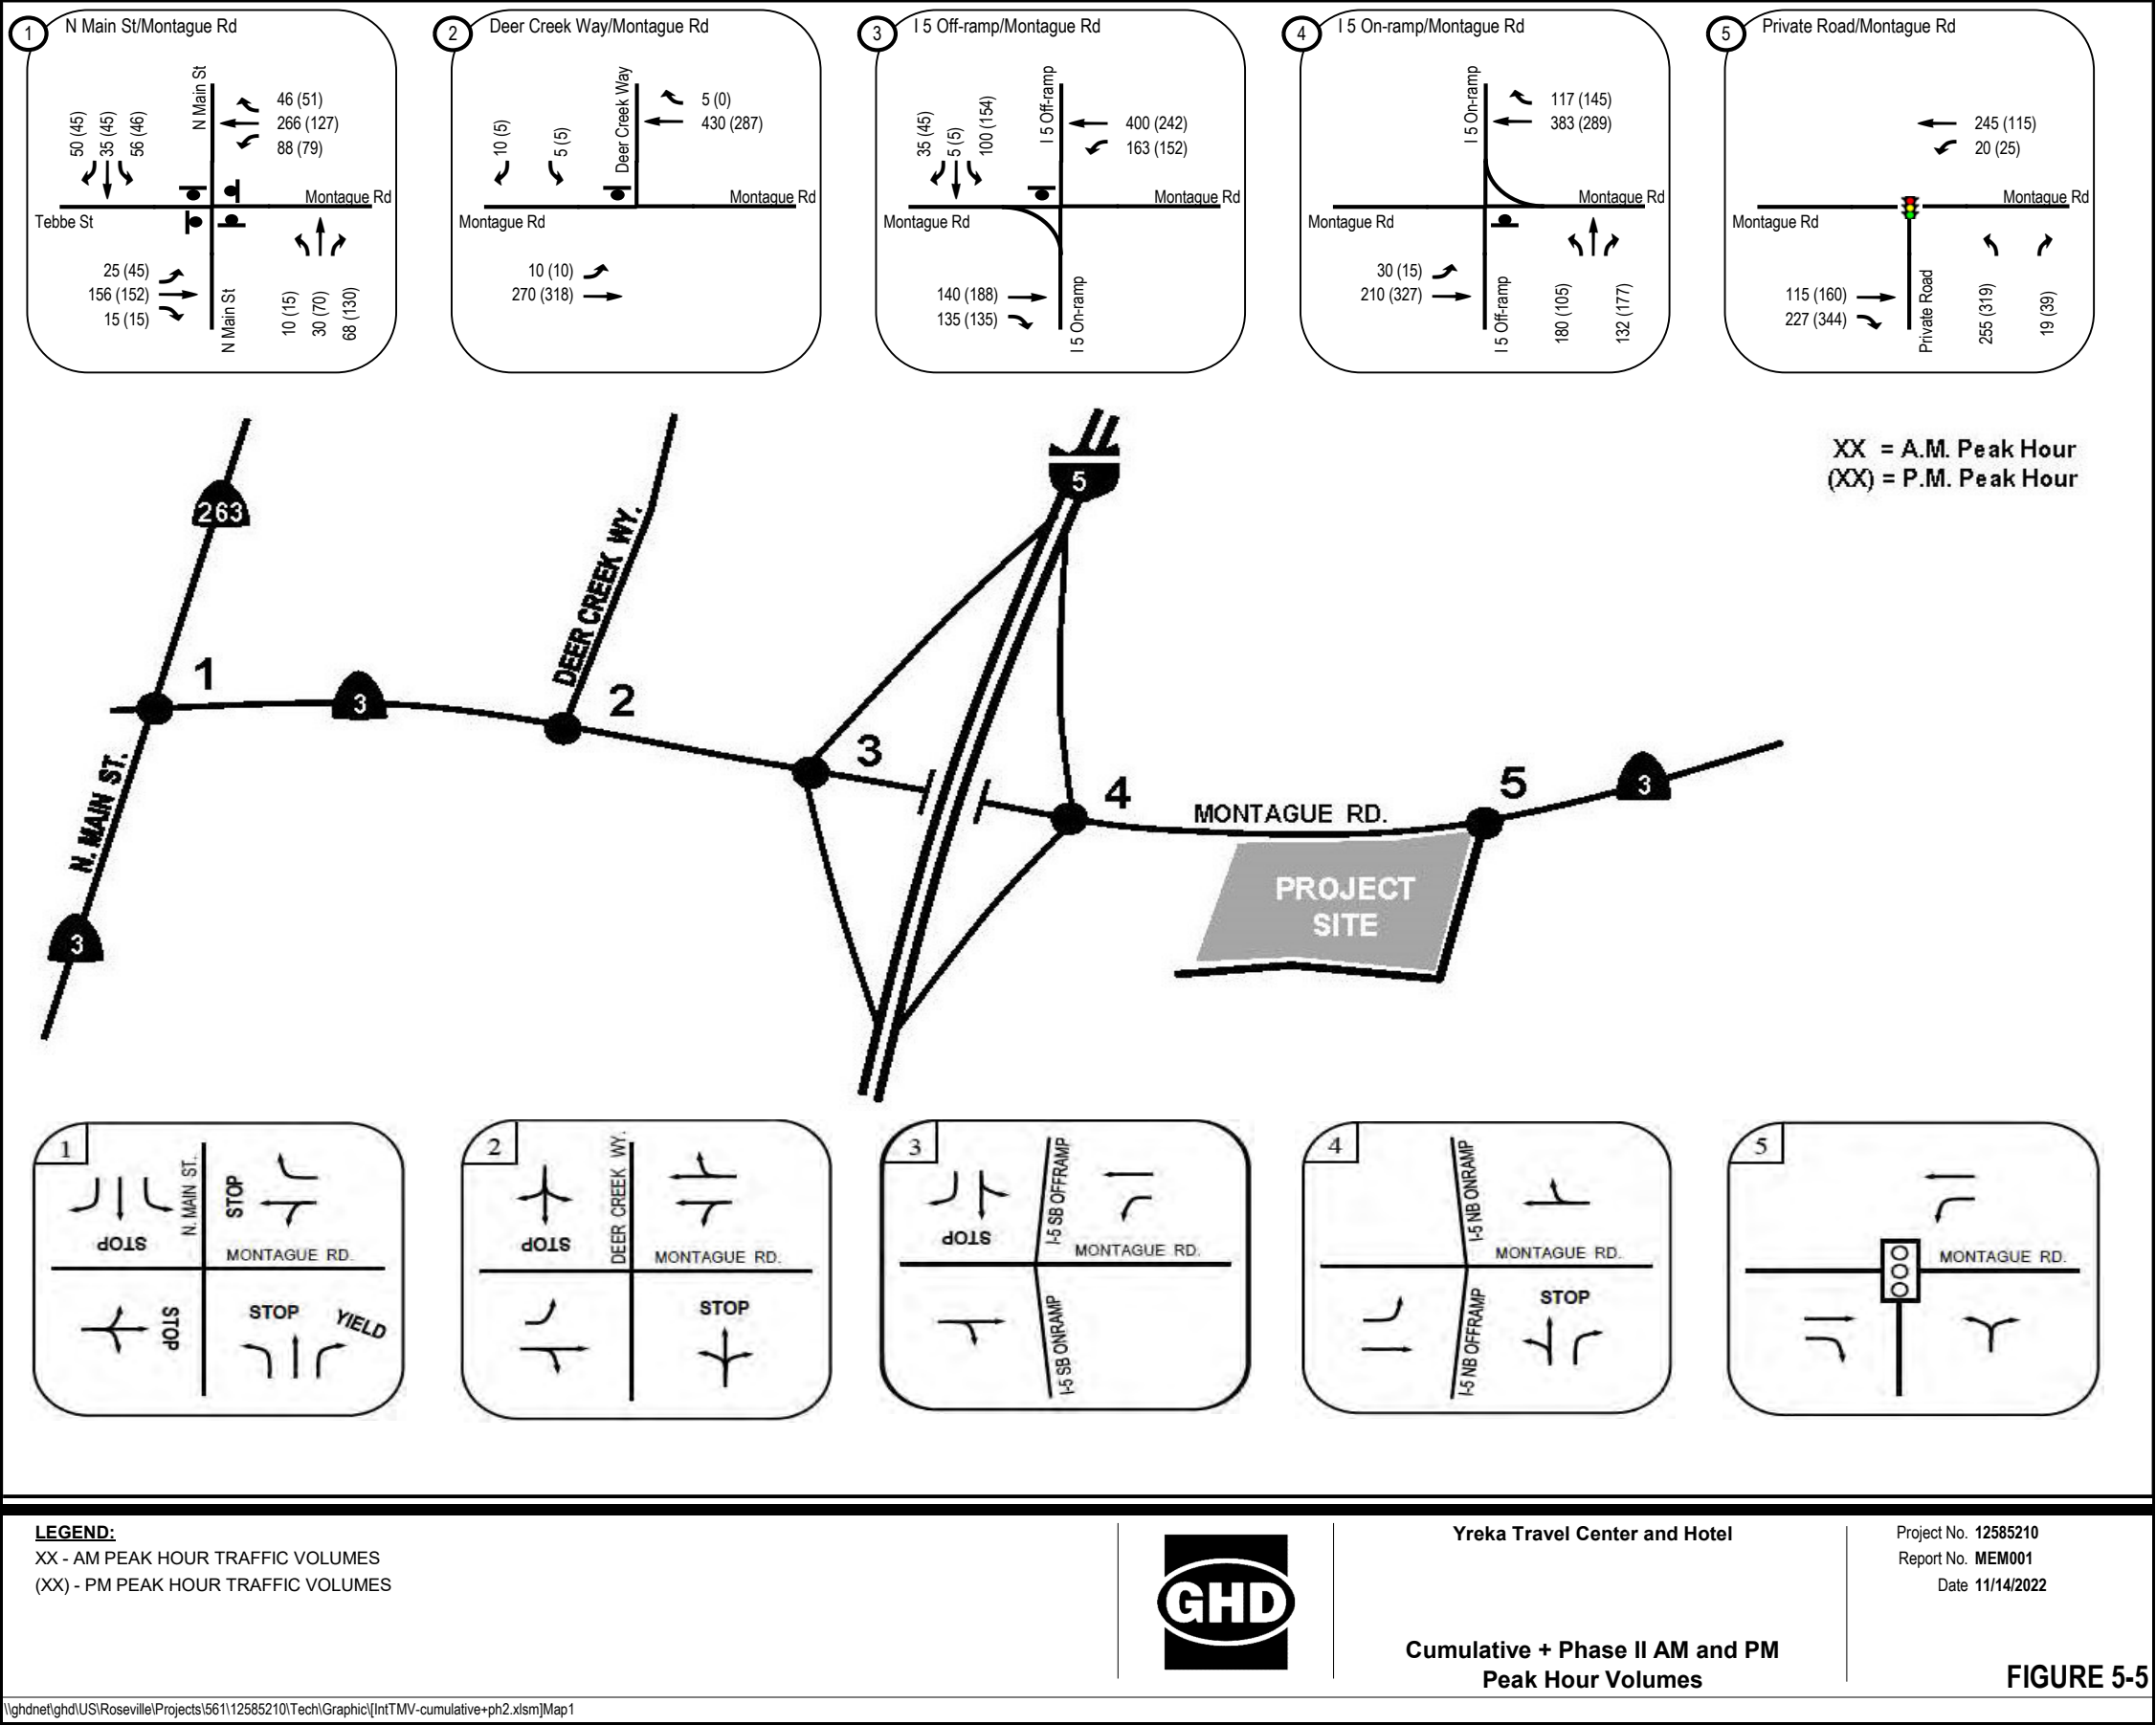 1 N Main St/Montague Rd
N Main St
50 (45)
35 (45)
56 (46)
46 (51)
266 (127)
88 (79)
Montague Rd
Tebbe St
25 (45)
156 (152)
15 (15)
N Main St
10 (15)
30 (70)
68 (130)
2 Deer Creek Way/Montague Rd
Deer Creek Way
10 (5)
5 (5)
5 (0)
430 (287)
Montague Rd
Montague Rd
10 (10)
270 (318)
3 I 5 Off-ramp/Montague Rd
I 5 Off-ramp
35 (45)
5 (5)
100 (154)
400 (242)
163 (152)
Montague Rd
Montague Rd
140 (188)
135 (135)
I 5 On-ramp
4 I 5 On-ramp/Montague Rd
I 5 On-ramp
117 (145)
383 (289)
Montague Rd
Montague Rd
30 (15)
210 (327)
I 5 Off-ramp
180 (105)
132 (177)
5 Private Road/Montague Rd
245 (115)
20 (25)
Montague Rd
Montague Rd
115 (160)
227 (344)
Private Road
255 (319)
19 (39)
XX = A.M. Peak Hour
(XX) = P.M. Peak Hour
263
5
DEER CREEK WY.
1
3
2
3
4
MONTAGUE RD.
5
3
N. MAIN ST.
3
PROJECT
SITE
1
N. MAIN ST.
STOP
STOP
MONTAGUE RD.
STOP
STOP
YIELD
2
DEER CREEK WY.
STOP
MONTAGUE RD.
STOP
3
I-5 SB OFFRAMP
STOP
MONTAGUE RD.
I-5 SB ONRAMP
4
I-5 NB ONRAMP
MONTAGUE RD.
I-5 NB OFFRAMP
STOP
5
MONTAGUE RD.
LEGEND:
XX - AM PEAK HOUR TRAFFIC VOLUMES
(XX) - PM PEAK HOUR TRAFFIC VOLUMES
GHD
Yreka Travel Center and Hotel
Cumulative + Phase II AM and PM
Peak Hour Volumes
Project No. 12585210
Report No. MEM001
Date 11/14/2022
FIGURE 5-5
\\ghdnet\ghd\US\Roseville\Projects\561\12585210\Tech\Graphic\[IntTMV-cumulative+ph2.xlsm]Map1